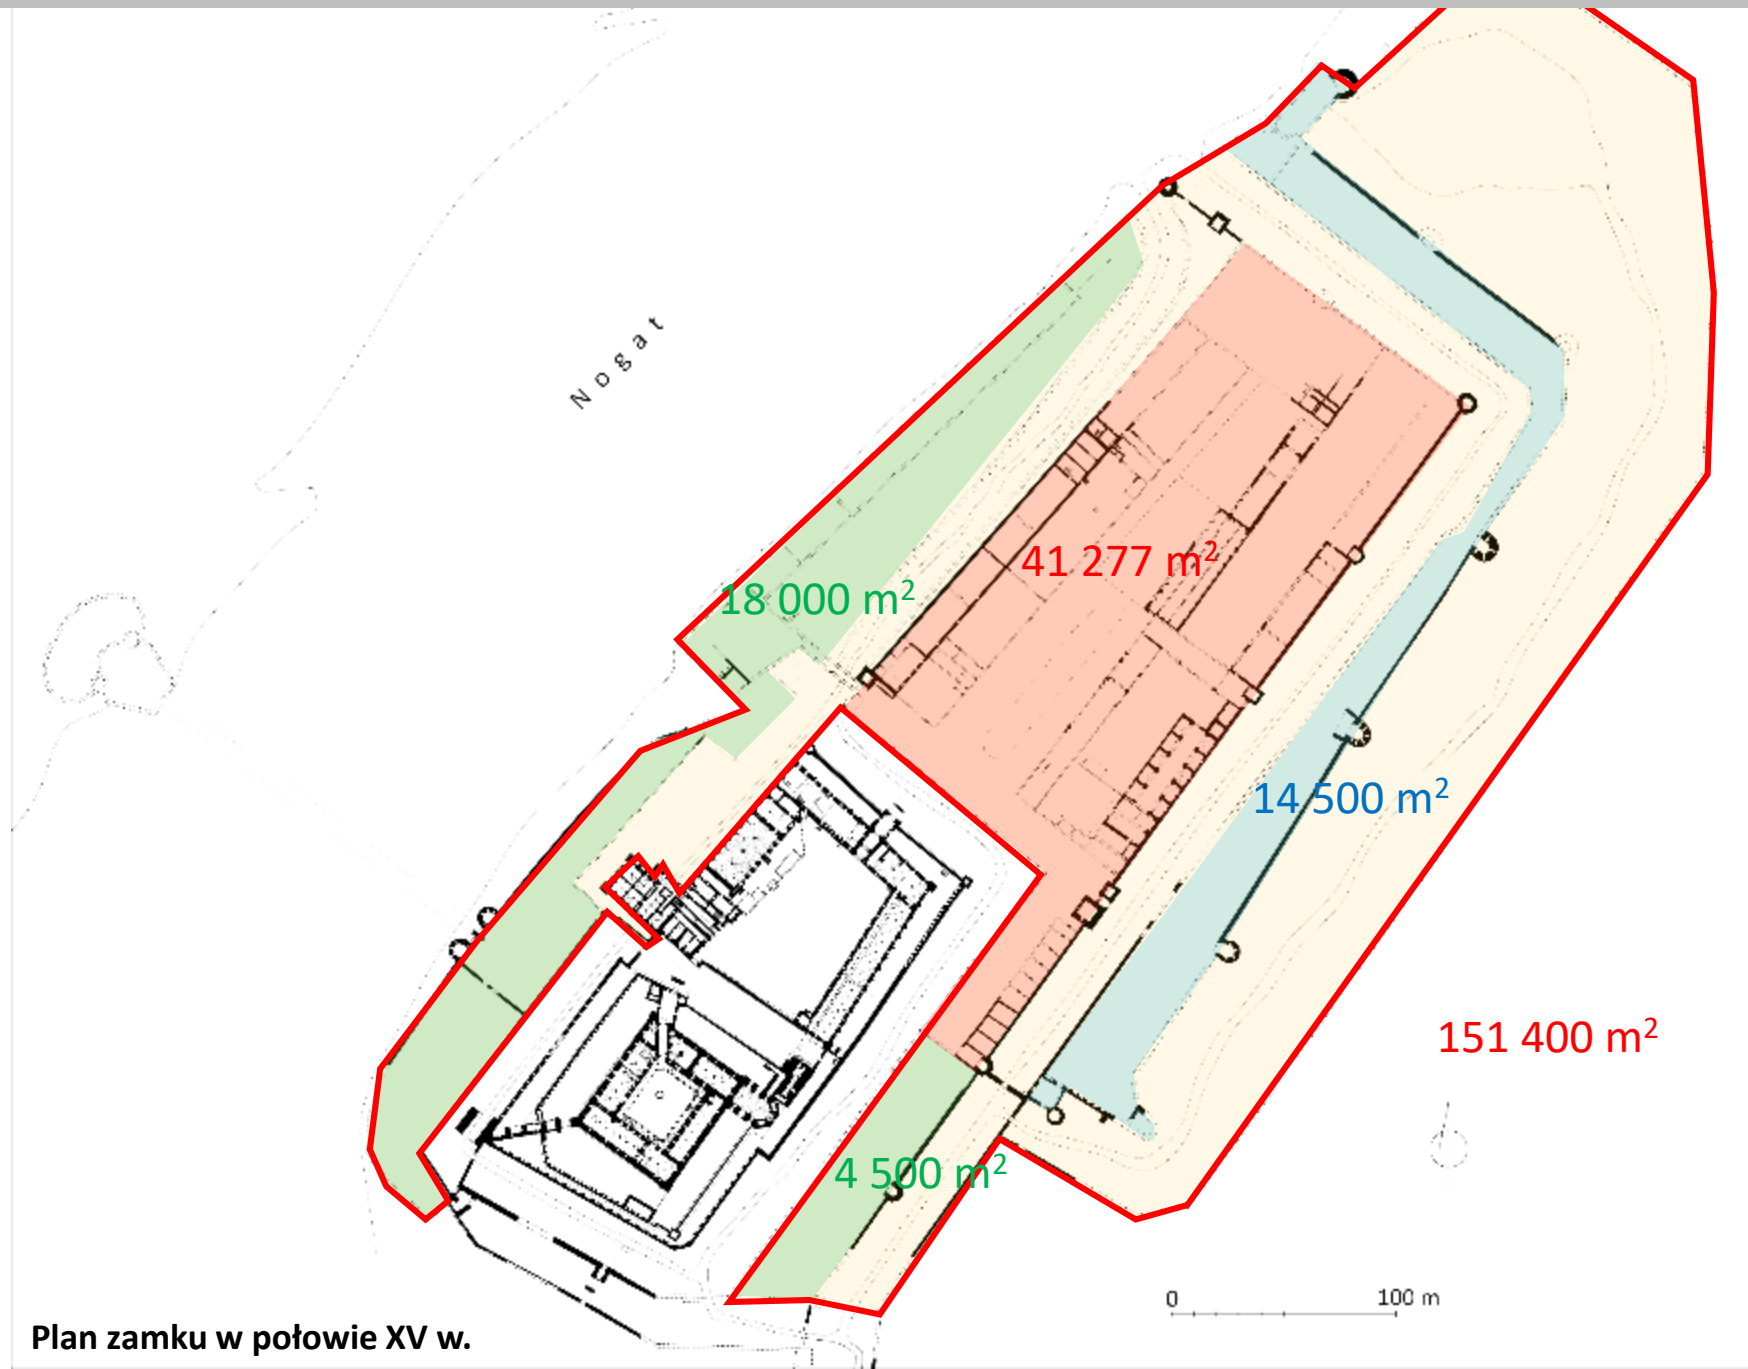 Nogat
41 277 m²
18 000 m²
14 500 m²
151 400 m²
4 500 m²
0 100 m
Plan zamku w połowie XV w.